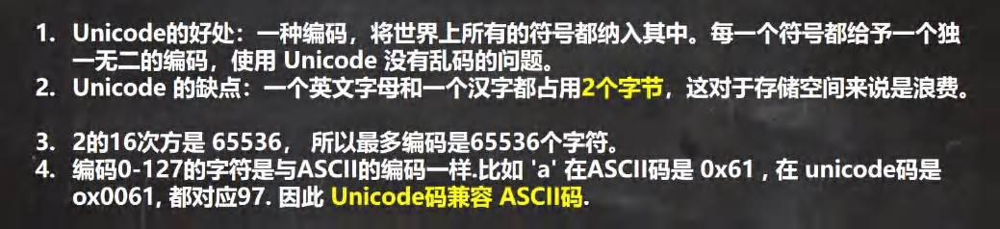 1. Unicode的好处：一种编码，将世界上所有的符号都纳入其中。每一个符号都给予一个独
一无二的编码，使用 Unicode 没有乱码的问题。
2. Unicode 的缺点：一个英文字母和一个汉字都占用2个字节，这对于存储空间来说是浪费。
3. 2的16次方是 65536， 所以最多编码是65536个字符。
4. 编码0-127的字符是与ASCII的编码一样.比如 'a' 在ASCII码是 0x61 , 在 unicode码是
ox0061, 都对应97. 因此 Unicode码兼容 ASCII码.